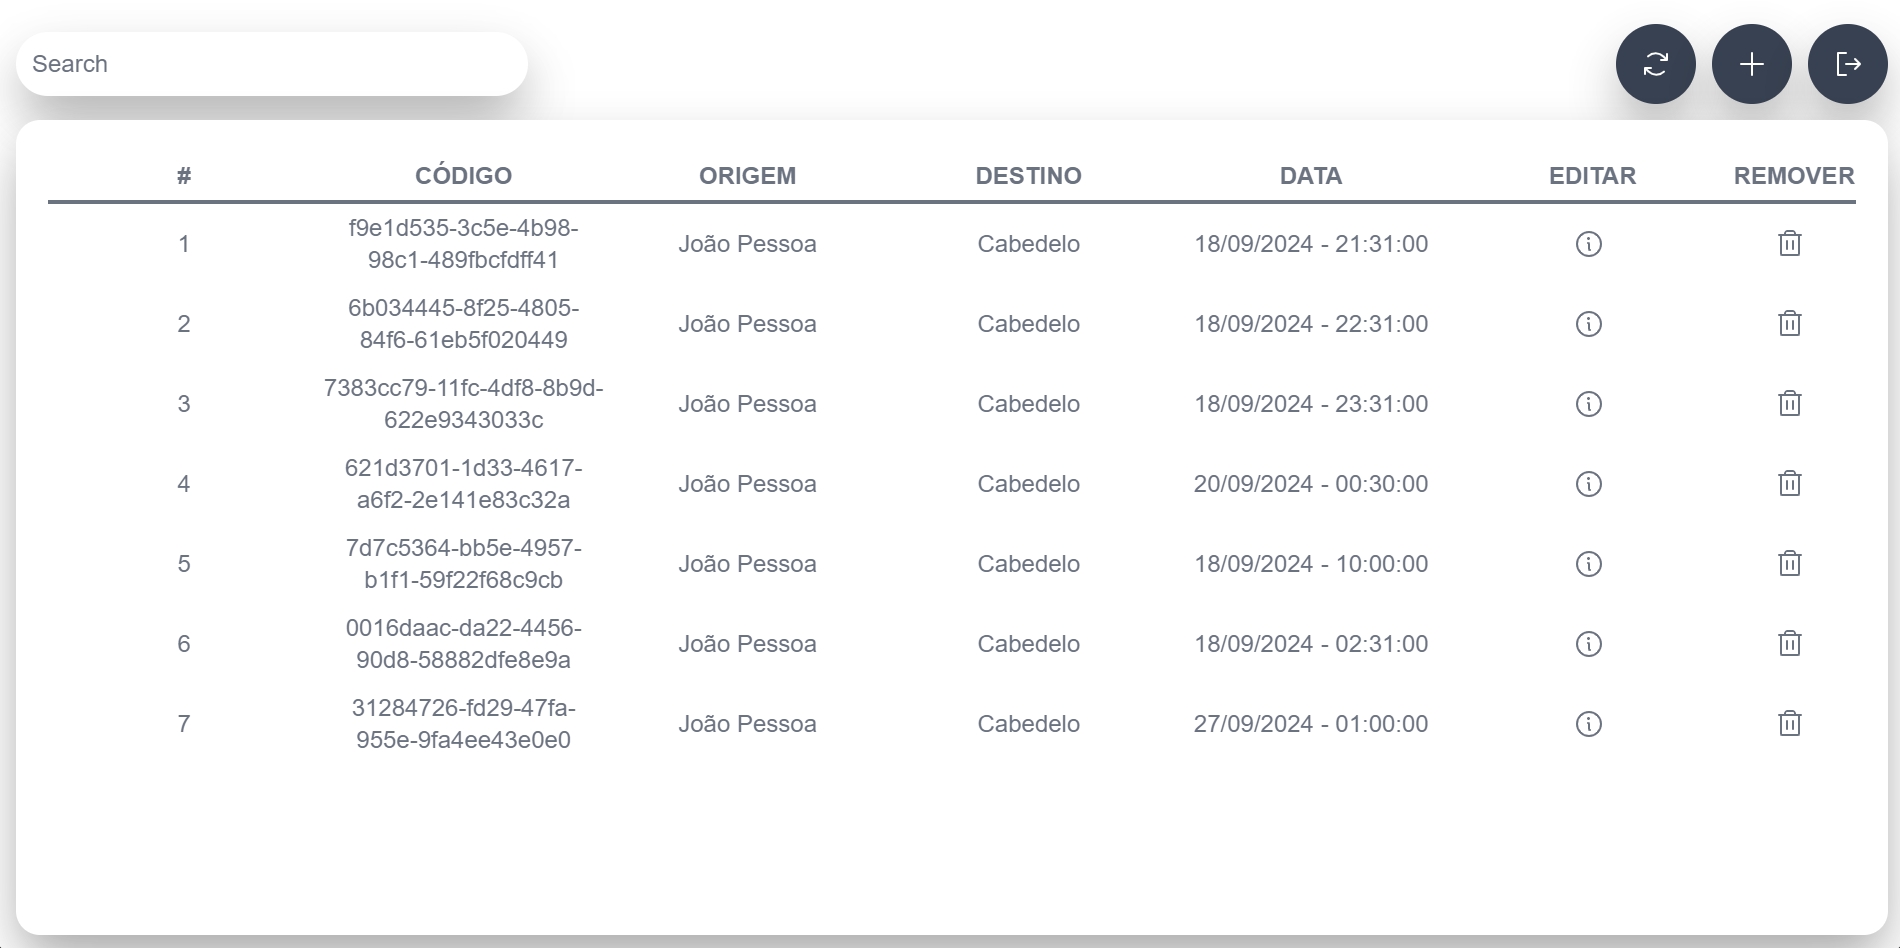 Search
# CÓDIGO ORIGEM DESTINO DATA EDITAR REMOVER
f9e1d535-3c5e-4b98-
1 João Pessoa Cabedelo 18/09/2024 - 21:31:00
98c1-489fbcfdff41
6b034445-8f25-4805-
2 João Pessoa Cabedelo 18/09/2024 - 22:31:00
84f6-61eb5f020449
7383cc79-11fc-4df8-8b9d-
3 João Pessoa Cabedelo 18/09/2024 - 23:31:00
622e9343033c
621d3701-1d33-4617-
4 João Pessoa Cabedelo 20/09/2024 - 00:30:00
a6f2-2e141e83c32a
7d7c5364-bb5e-4957-
5 João Pessoa Cabedelo 18/09/2024 - 10:00:00
b1f1-59f22f68c9cb
0016daac-da22-4456-
6 João Pessoa Cabedelo 18/09/2024 - 02:31:00
90d8-58882dfe8e9a
31284726-fd29-47fa-
7 João Pessoa Cabedelo 27/09/2024 - 01:00:00
955e-9fa4ee43e0e0